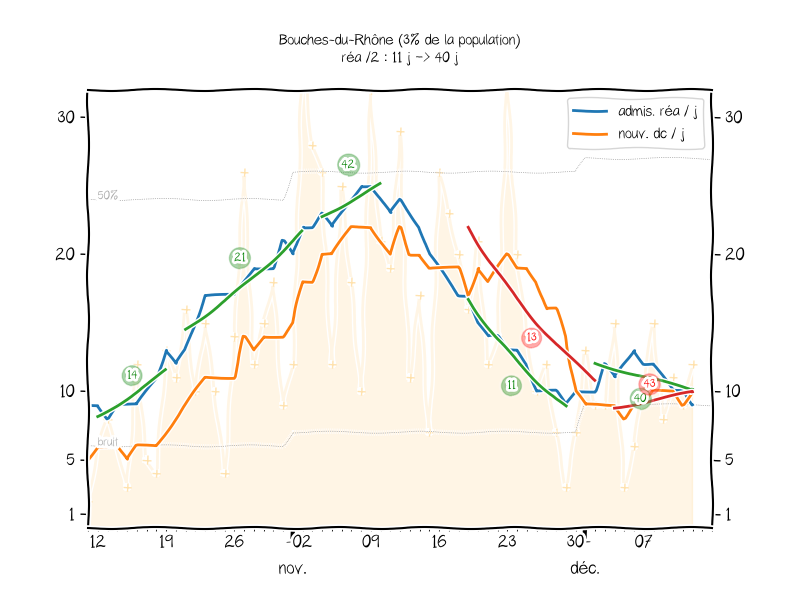 Bouches-du-Rhône (3% de la population)
réa /2 : 11 j -> 40 j
admis. réa / j
nouv. dc / j
30
30
50%
42
21
20
20
14
13
11
43
40
10
10
bruit
5
5
1
1
12 19 26 02 09 16 23 30 07
nov. déc.